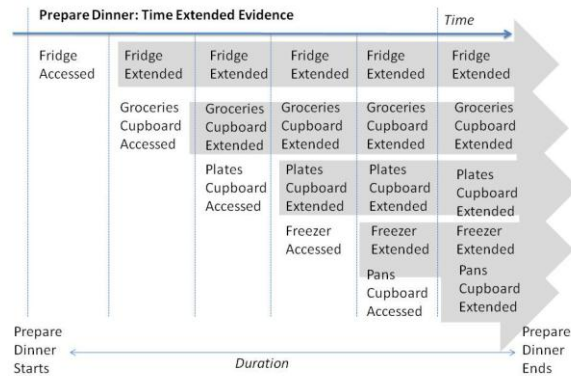 Prepare Dinner: Time Extended Evidence
Time
Fridge Fridge Fridge Fridge Fridge Fridge
Accessed Extended Extended Extended Extended Extended
Groceries Groceries Groceries Groceries Groceries
Cupboard Cupboard Cupboard Cupboard Cupboard
Accessed Extended Extended Extended Extended
Plates Plates Plates Plates
Cupboard Cupboard Cupboard Cupboard
Accessed Extended Extended Extended
Freezer Freezer Freezer
Accessed Extended Extended
Pans Pans
Cupboard Cupboard
Accessed Extended
Prepare Prepare
Dinner Dinner
Starts Duration Ends